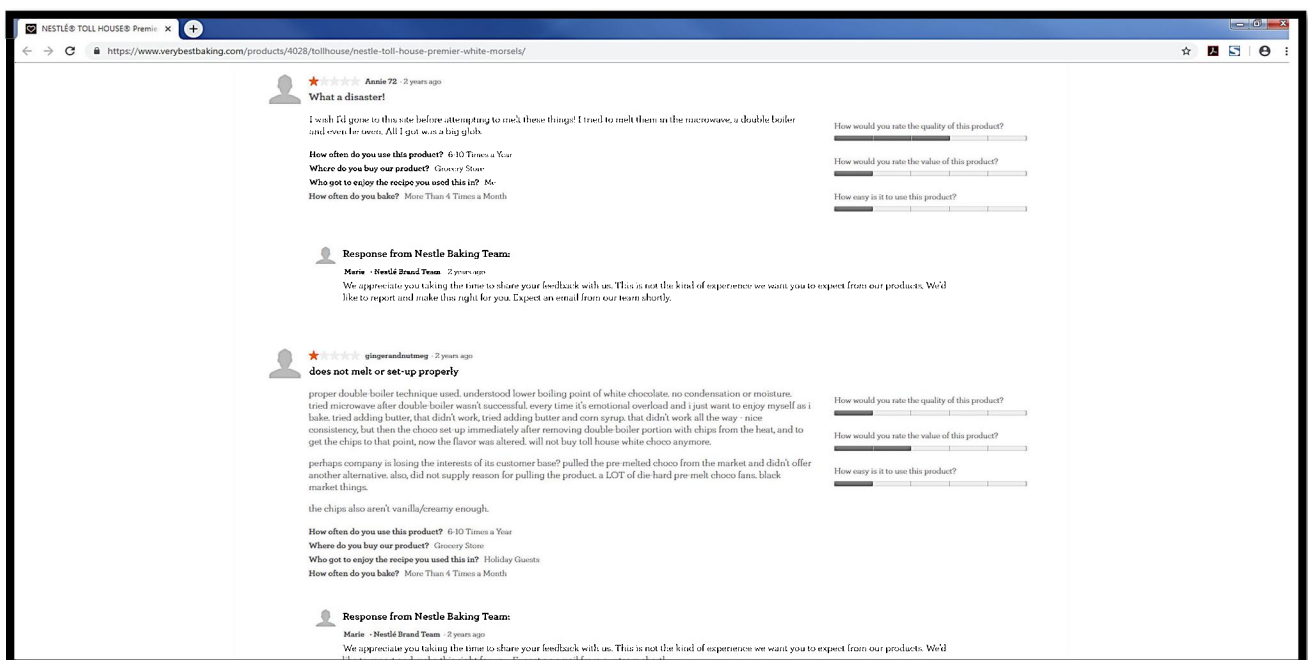 NESTLÉ® TOLL HOUSE® Premie
https://www.verybestbaking.com/products/4028/tollhouse/nestle-toll-house-premier-white-morsels/
Annie 72 · 2 years ago
What a disaster!
I wish I'd gone to this site before attempting to melt these things! I tried to melt them in the microwave, a double boiler
and even he oven. All I got was a big glob.
How often do you use this product? 6-10 Times a Year
Where do you buy our product? Grocery Store
Who got to enjoy the recipe you used this in? Me
How often do you bake? More Than 4 Times a Month
How would you rate the quality of this product?
How would you rate the value of this product?
How easy is it to use this product?
Response from Nestle Baking Team:
Marie · Nestlé Brand Team · 2 years ago
We appreciate you taking the time to share your feedback with us. This is not the kind of experience we want you to expect from our products. We'd
like to report and make this right for you. Expect an email from our team shortly.
gingerandnutmeg · 2 years ago
does not melt or set-up properly
proper double-boiler technique used. understood lower boiling point of white chocolate. no condensation or moisture.
tried microwave after double-boiler wasn't successful. every time it's emotional overload and i just want to enjoy myself as i
bake. tried adding butter, that didn't work, tried adding butter and corn syrup, that didn't work all the way - nice
consistency, but then the choco set-up immediately after removing double-boiler portion with chips from the heat, and to
get the chips to that point, now the flavor was altered. will not buy toll house white choco anymore.
perhaps company is losing the interests of its customer base? pulled the pre-melted choco from the market and didn't offer
another alternative. also, did not supply reason for pulling the product. a LOT of die-hard pre-melt choco fans. black
market things.
the chips also aren't vanilla/creamy enough.
How often do you use this product? 6-10 Times a Year
Where do you buy our product? Grocery Store
Who got to enjoy the recipe you used this in? Holiday Guests
How often do you bake? More Than 4 Times a Month
How would you rate the quality of this product?
How would you rate the value of this product?
How easy is it to use this product?
Response from Nestle Baking Team:
Marie · Nestlé Brand Team · 2 years ago
We appreciate you taking the time to share your feedback with us. This is not the kind of experience we want you to expect from our products. We'd